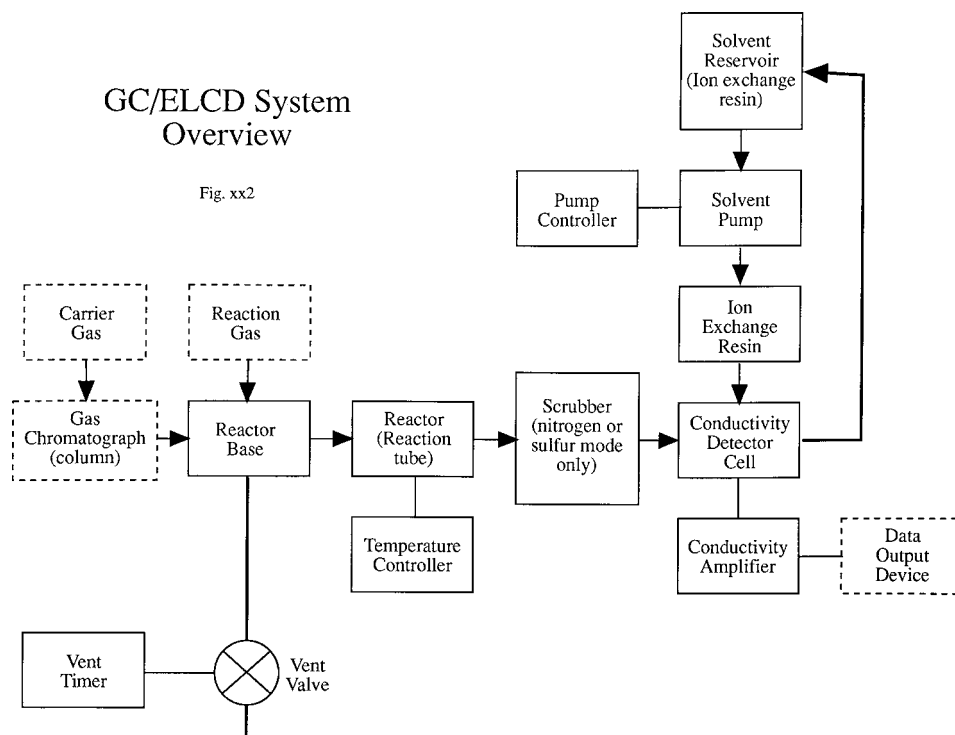 GC/ELCD System
Overview
Fig. xx2
Solvent
Reservoir
(Ion exchange
resin)
Pump
Controller
Solvent
Pump
Carrier
Gas
Reaction
Gas
Ion
Exchange
Resin
Gas
Chromatograph
(column)
Reactor
Base
Reactor
(Reaction
tube)
Scrubber
(nitrogen or
sulfur mode
only)
Conductivity
Detector
Cell
Temperature
Controller
Conductivity
Amplifier
Data
Output
Device
Vent
Timer
Vent
Valve